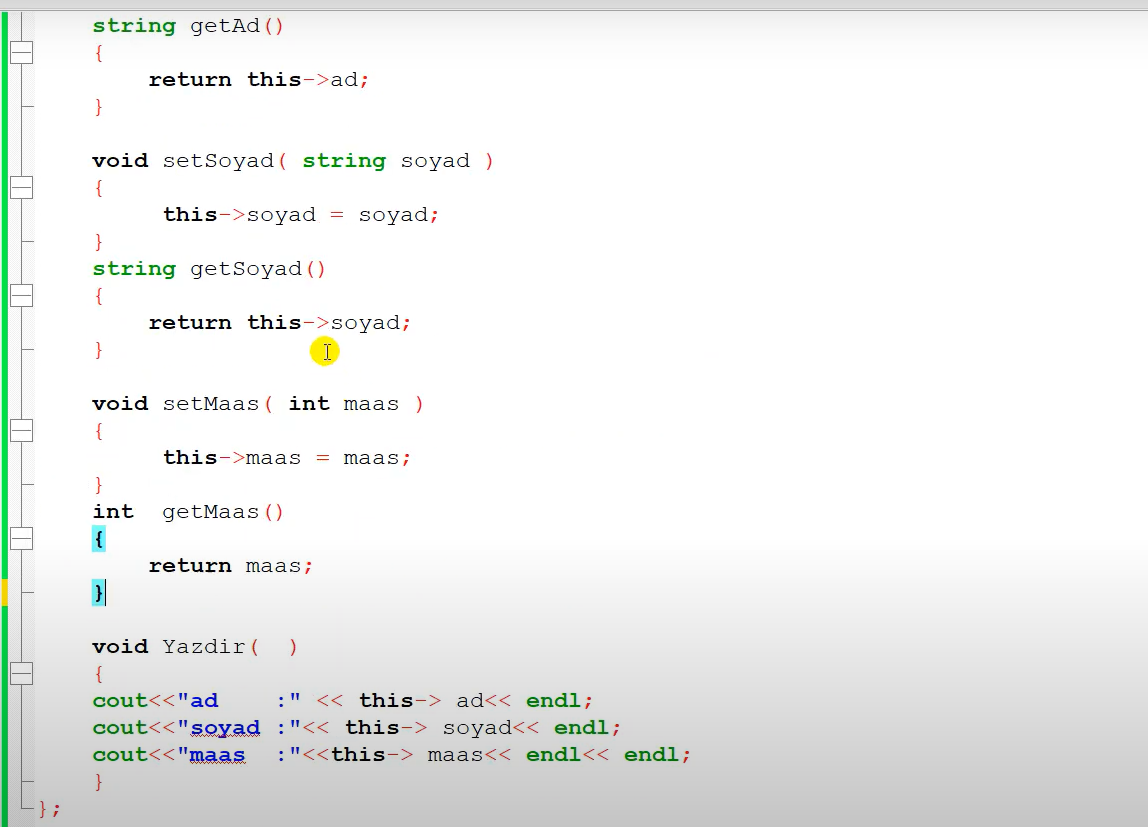 string getAd()
{
return this->ad;
}
void setSoyad( string soyad )
{
this->soyad = soyad;
}
string getSoyad()
{
return this->soyad;
}
void setMaas( int maas )
{
this->maas = maas;
}
int  getMaas()
{
return maas;
}
void Yazdir(  )
{
cout<<"ad    :" << this-> ad<< endl;
cout<<"soyad :"<< this-> soyad<< endl;
cout<<"maas  :"<<this-> maas<< endl<< endl;
}
};